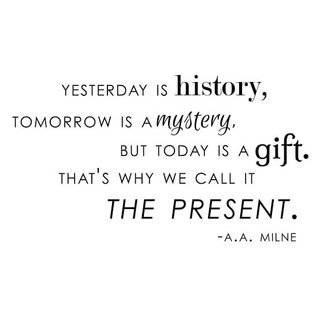 YESTERDAY IS history,
TOMORROW IS A mystery,
BUT TODAY IS A gift.
THAT'S WHY WE CALL IT
THE PRESENT.
-A.A. MILNE